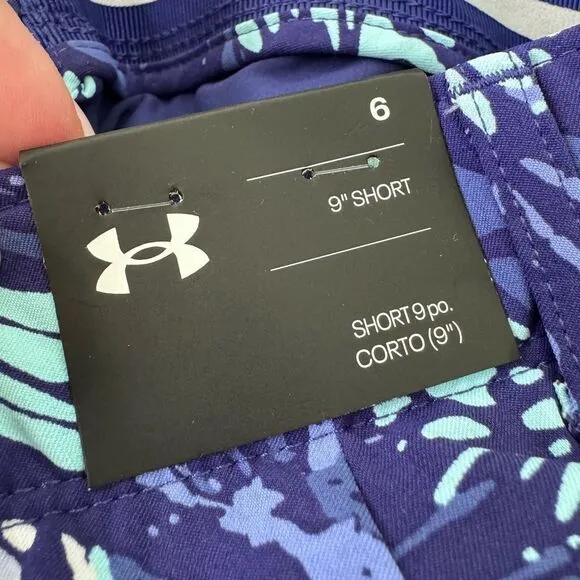 6
9" SHORT
SHORT 9 po.
CORTO (9")